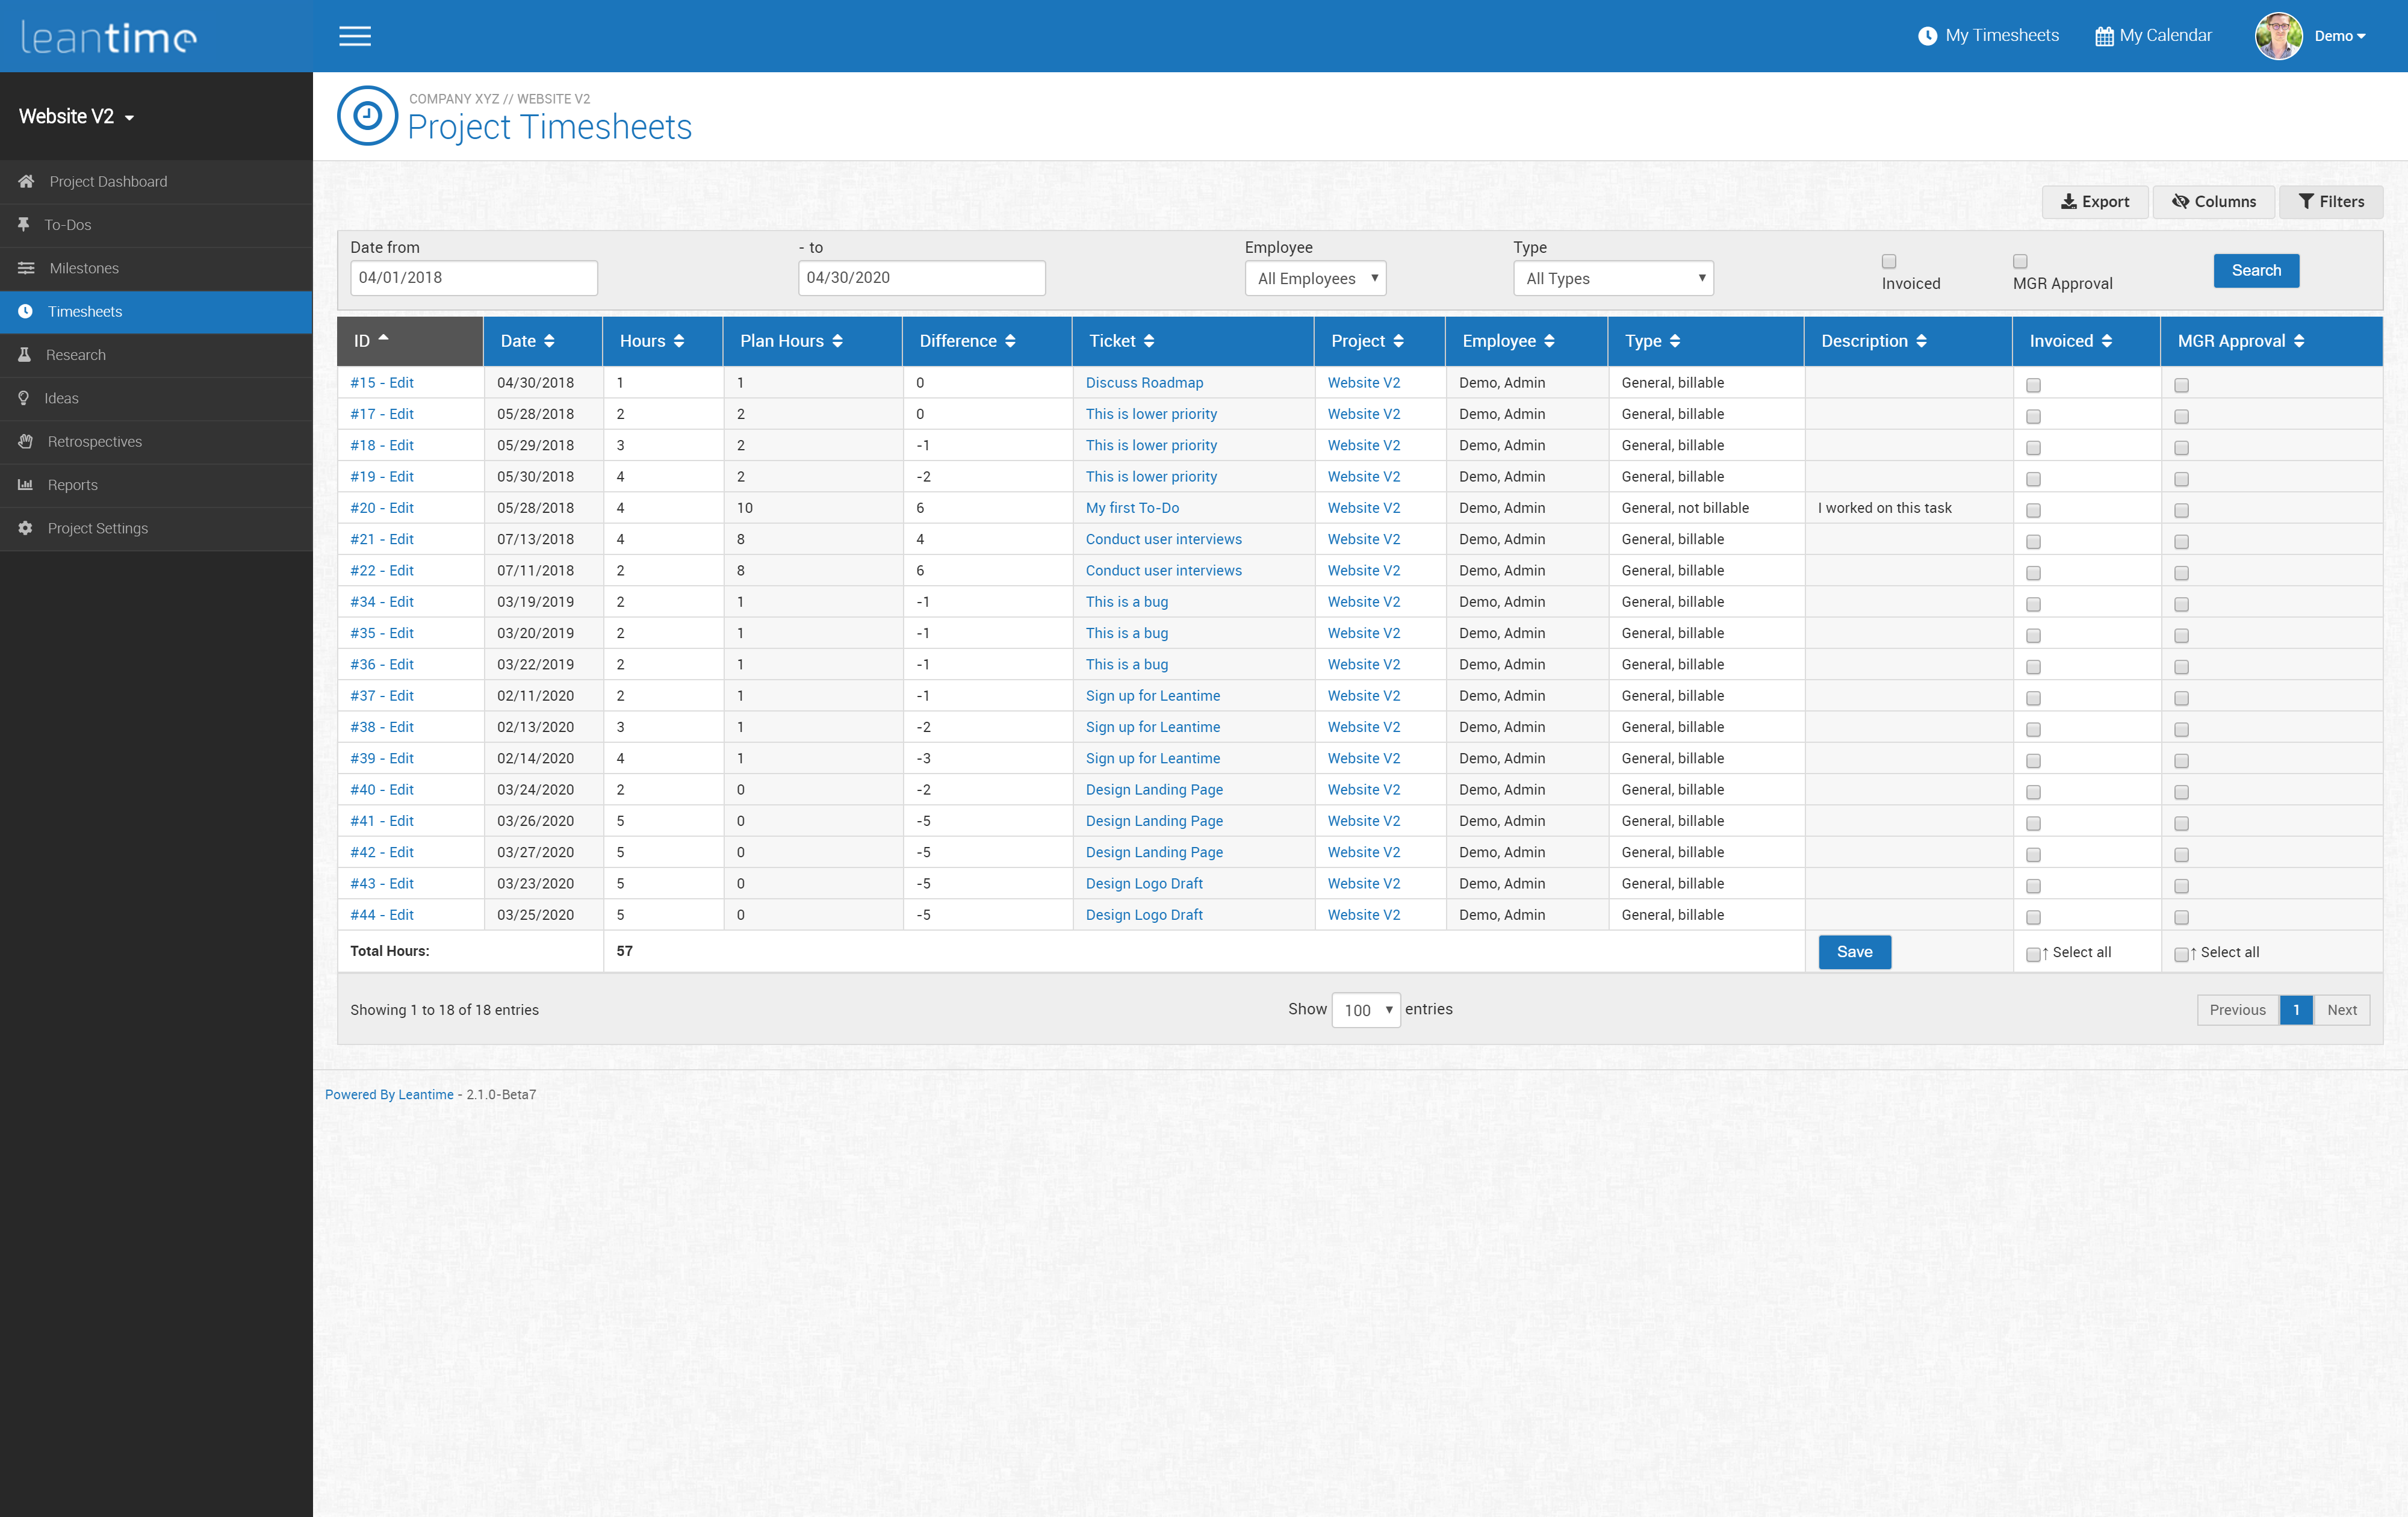 leantime
My Timesheets My Calendar Demo
Website V2
COMPANY XYZ // WEBSITE V2
Project Timesheets
Project Dashboard
To-Dos
Milestones
Timesheets
Research
Ideas
Retrospectives
Reports
Project Settings
Export Columns Filters
Date from - to Employee Type
04/01/2018 04/30/2020 All Employees All Types Invoiced MGR Approval Search
ID Date Hours Plan Hours Difference Ticket Project Employee Type Description Invoiced MGR Approval
#15 - Edit 04/30/2018 1 1 0 Discuss Roadmap Website V2 Demo, Admin General, billable
#17 - Edit 05/28/2018 2 2 0 This is lower priority Website V2 Demo, Admin General, billable
#18 - Edit 05/29/2018 3 2 -1 This is lower priority Website V2 Demo, Admin General, billable
#19 - Edit 05/30/2018 4 2 -2 This is lower priority Website V2 Demo, Admin General, billable
#20 - Edit 05/28/2018 4 10 6 My first To-Do Website V2 Demo, Admin General, not billable I worked on this task
#21 - Edit 07/13/2018 4 8 4 Conduct user interviews Website V2 Demo, Admin General, billable
#22 - Edit 07/11/2018 2 8 6 Conduct user interviews Website V2 Demo, Admin General, billable
#34 - Edit 03/19/2019 2 1 -1 This is a bug Website V2 Demo, Admin General, billable
#35 - Edit 03/20/2019 2 1 -1 This is a bug Website V2 Demo, Admin General, billable
#36 - Edit 03/22/2019 2 1 -1 This is a bug Website V2 Demo, Admin General, billable
#37 - Edit 02/11/2020 2 1 -1 Sign up for Leantime Website V2 Demo, Admin General, billable
#38 - Edit 02/13/2020 3 1 -2 Sign up for Leantime Website V2 Demo, Admin General, billable
#39 - Edit 02/14/2020 4 1 -3 Sign up for Leantime Website V2 Demo, Admin General, billable
#40 - Edit 03/24/2020 2 0 -2 Design Landing Page Website V2 Demo, Admin General, billable
#41 - Edit 03/26/2020 5 0 -5 Design Landing Page Website V2 Demo, Admin General, billable
#42 - Edit 03/27/2020 5 0 -5 Design Landing Page Website V2 Demo, Admin General, billable
#43 - Edit 03/23/2020 5 0 -5 Design Logo Draft Website V2 Demo, Admin General, billable
#44 - Edit 03/25/2020 5 0 -5 Design Logo Draft Website V2 Demo, Admin General, billable
Total Hours: 57 Save ↑ Select all ↑ Select all
Showing 1 to 18 of 18 entries Show 100 entries Previous 1 Next
Powered By Leantime - 2.1.0-Beta7